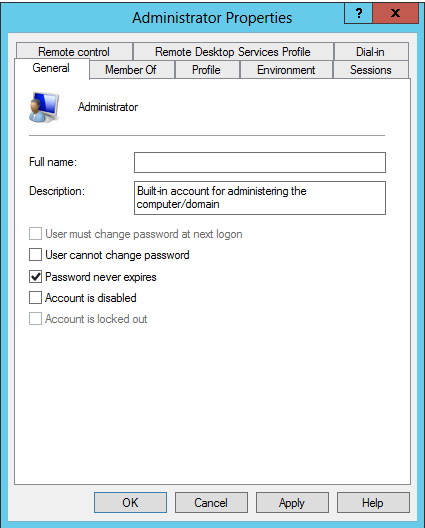 Administrator Properties
?
x
Remote control
Remote Desktop Services Profile
Dial-in
General
Member Of
Profile
Environment
Sessions
Administrator
Full name:
Description:
Built-in account for administering the
computer/domain
User must change password at next logon
User cannot change password
Password never expires
Account is disabled
Account is locked out
OK
Cancel
Apply
Help